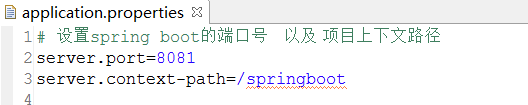 application.properties
1 # 设置spring boot的端口号 以及 项目上下文路径
2 server.port=8081
3 server.context-path=/springboot
4